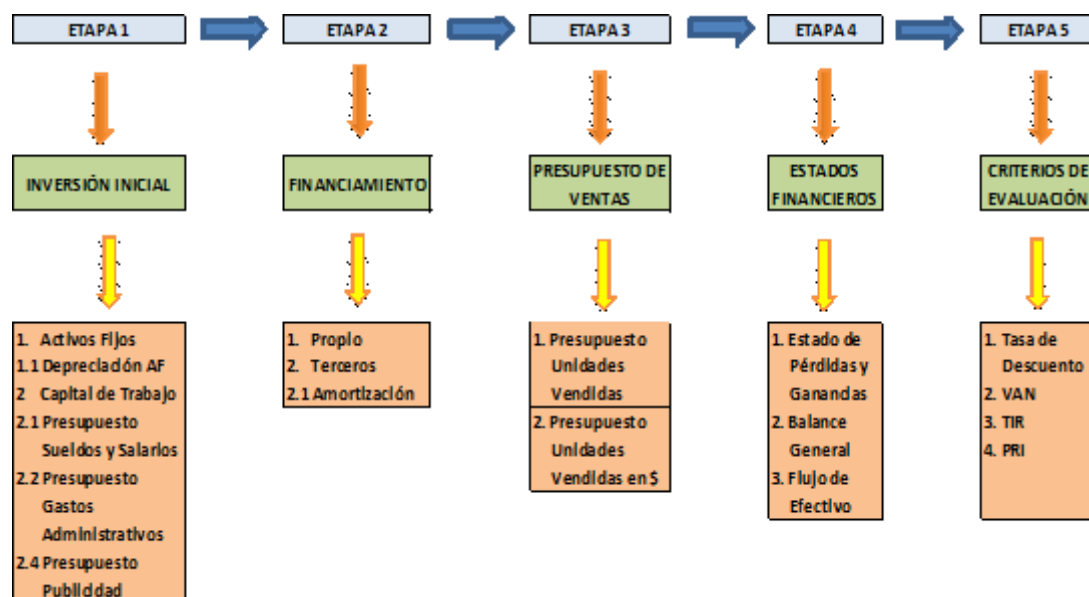 ETAPA 1
ETAPA 2
ETAPA 3
ETAPA 4
ETAPA 5
INVERSIÓN INICIAL
FINANCIAMIENTO
PRESUPUESTO DE
VENTAS
ESTADOS
FINANCIEROS
CRITERIOS DE
EVALUACIÓN
1. Activos Fijos
1.1 Depreciación AF
2 Capital de Trabajo
2.1 Presupuesto
Sueldos y Salarios
2.2 Presupuesto
Gastos
Administrativos
2.4 Presupuesto
Publicidad
1. Propio
2. Terceros
2.1 Amortización
1. Presupuesto
Unidades
Vendidas
2. Presupuesto
Unidades
Vendidas en $
1. Estado de
Pérdidas y
Ganancias
2. Balance
General
3. Flujo de
Efectivo
1. Tasa de
Descuento
2. VAN
3. TIR
4. PRI